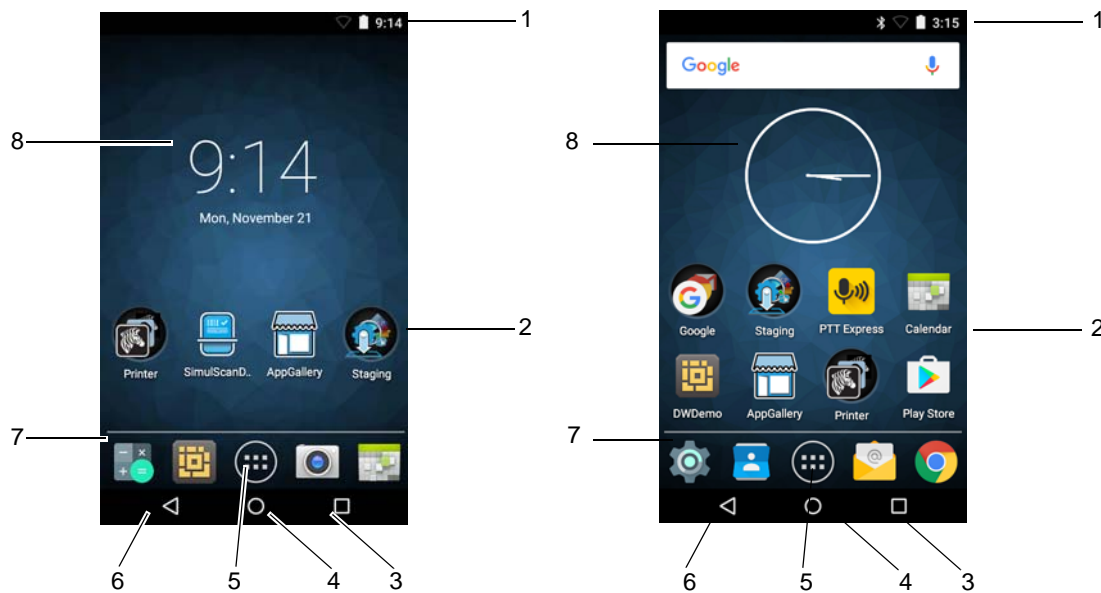 9:14
1
8
9:14
Mon, November 21
2
Printer
SimulScanD..
AppGallery
Staging
7
6
5
4
3
3:15
1
Google
8
2
Google
Staging
PTT Express
Calendar
DWDemo
AppGallery
Printer
Play Store
7
6
5
4
3